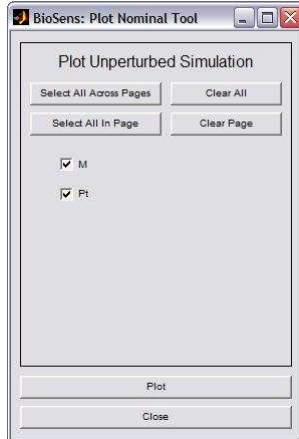 BioSens: Plot Nominal Tool
Plot Unperturbed Simulation
Select All Across Pages Clear All
Select All In Page Clear Page
M
Pt
Plot
Close